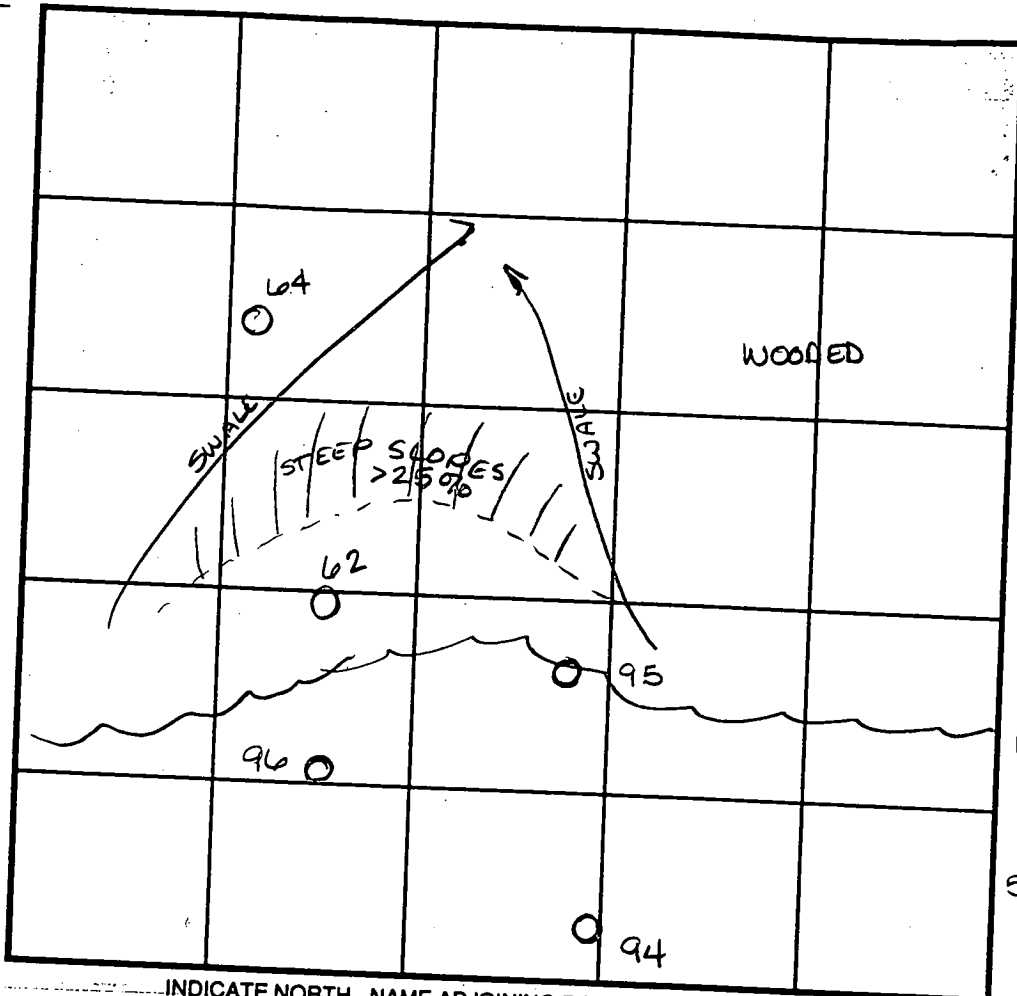 64
WOODED
SWALE
SWALE
STEEP SLOPES
>25%
62
95
96
94
INDICATE NORTH - NAME ADJOINING